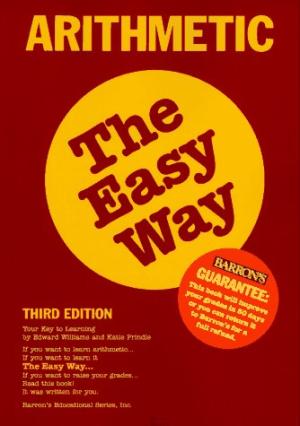 ARITHMETIC
The
Easy
Way
BARRON'S
GUARANTEE:
This book will improve
your grades in 60 days
or you can return it
to Barron's for a
full refund.
THIRD EDITION
Your Key to Learning
by Edward Williams and Katie Prindle
If you want to learn arithmetic...
If you want to learn it
The Easy Way...
If you want to raise your grades...
Read this book!
It was written for you.
Barron's Educational Series, Inc.